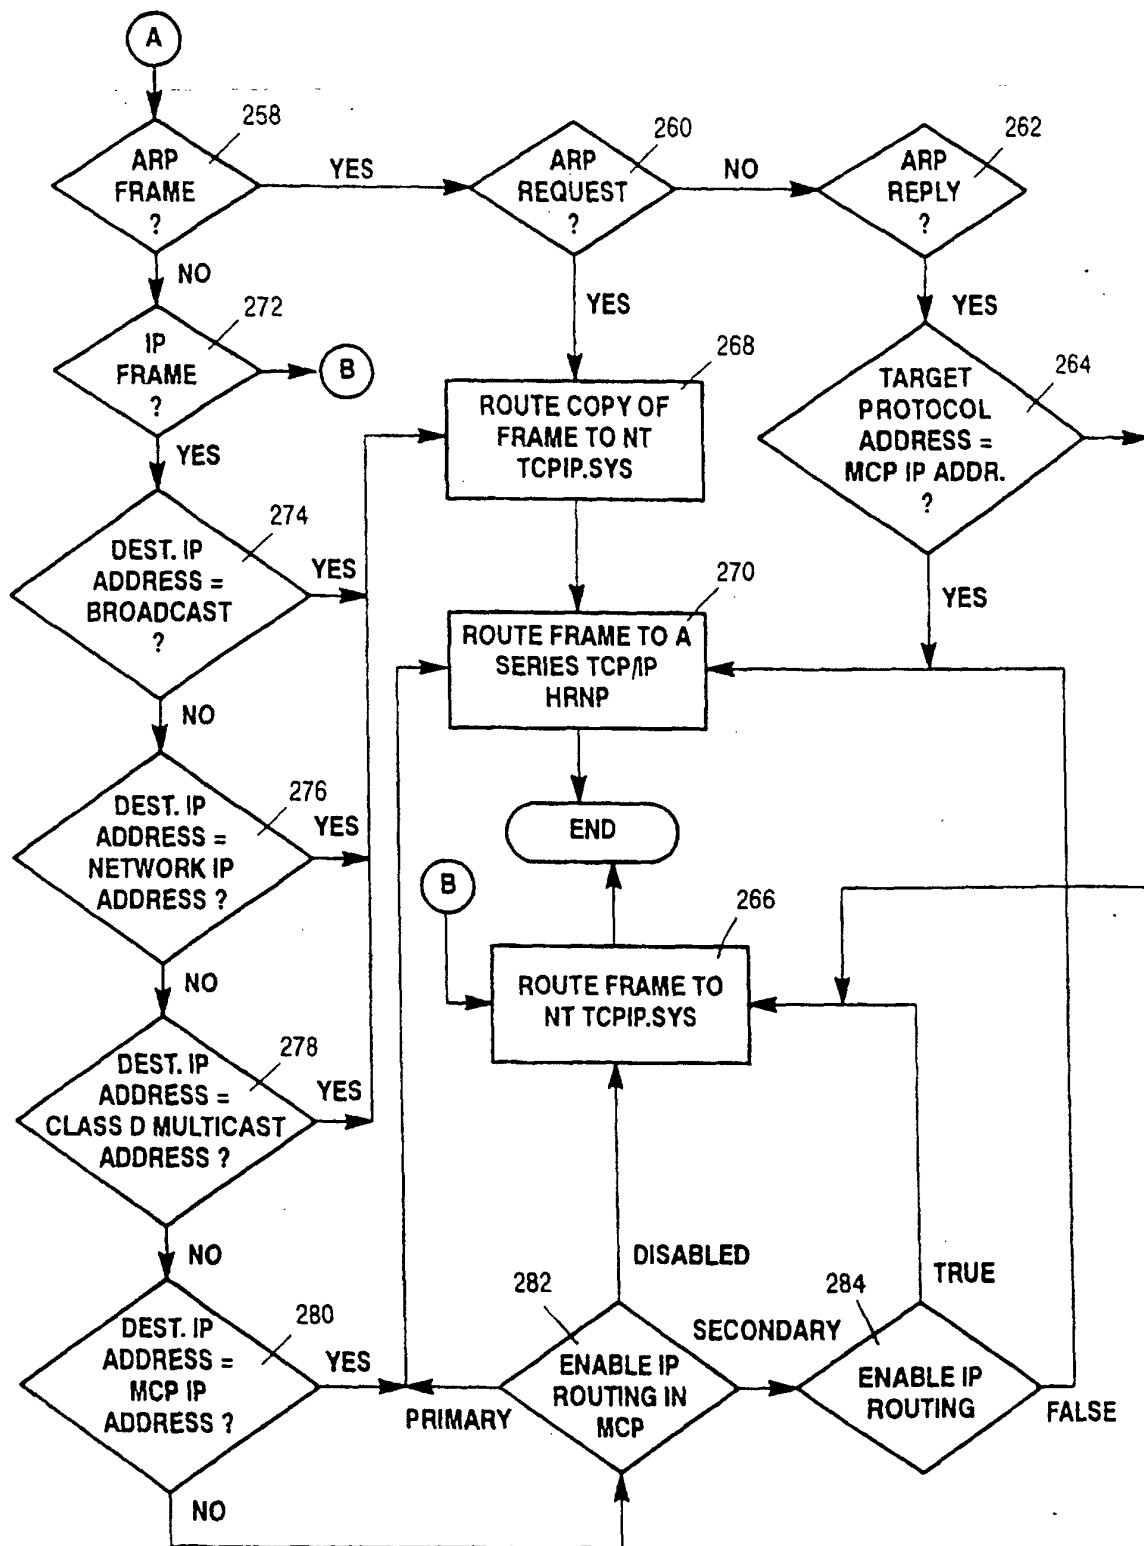 A
258
ARP
FRAME
?
YES
260
ARP
REQUEST
?
NO
262
ARP
REPLY
?
NO
272
IP
FRAME
?
B
YES
YES
268
ROUTE COPY OF
FRAME TO NT
TCPIP.SYS
YES
264
TARGET
PROTOCOL
ADDRESS =
MCP IP ADDR.
?
274
DEST. IP
ADDRESS =
BROADCAST
?
YES
270
ROUTE FRAME TO A
SERIES TCP/IP
HRNP
YES
NO
276
DEST. IP
ADDRESS =
NETWORK IP
ADDRESS ?
YES
END
B
266
ROUTE FRAME TO
NT TCPIP.SYS
NO
278
DEST. IP
ADDRESS =
CLASS D MULTICAST
ADDRESS ?
YES
NO
280
DEST. IP
ADDRESS =
MCP IP
ADDRESS ?
YES
PRIMARY
DISABLED
282
ENABLE IP
ROUTING IN
MCP
SECONDARY
TRUE
284
ENABLE IP
ROUTING
FALSE
NO